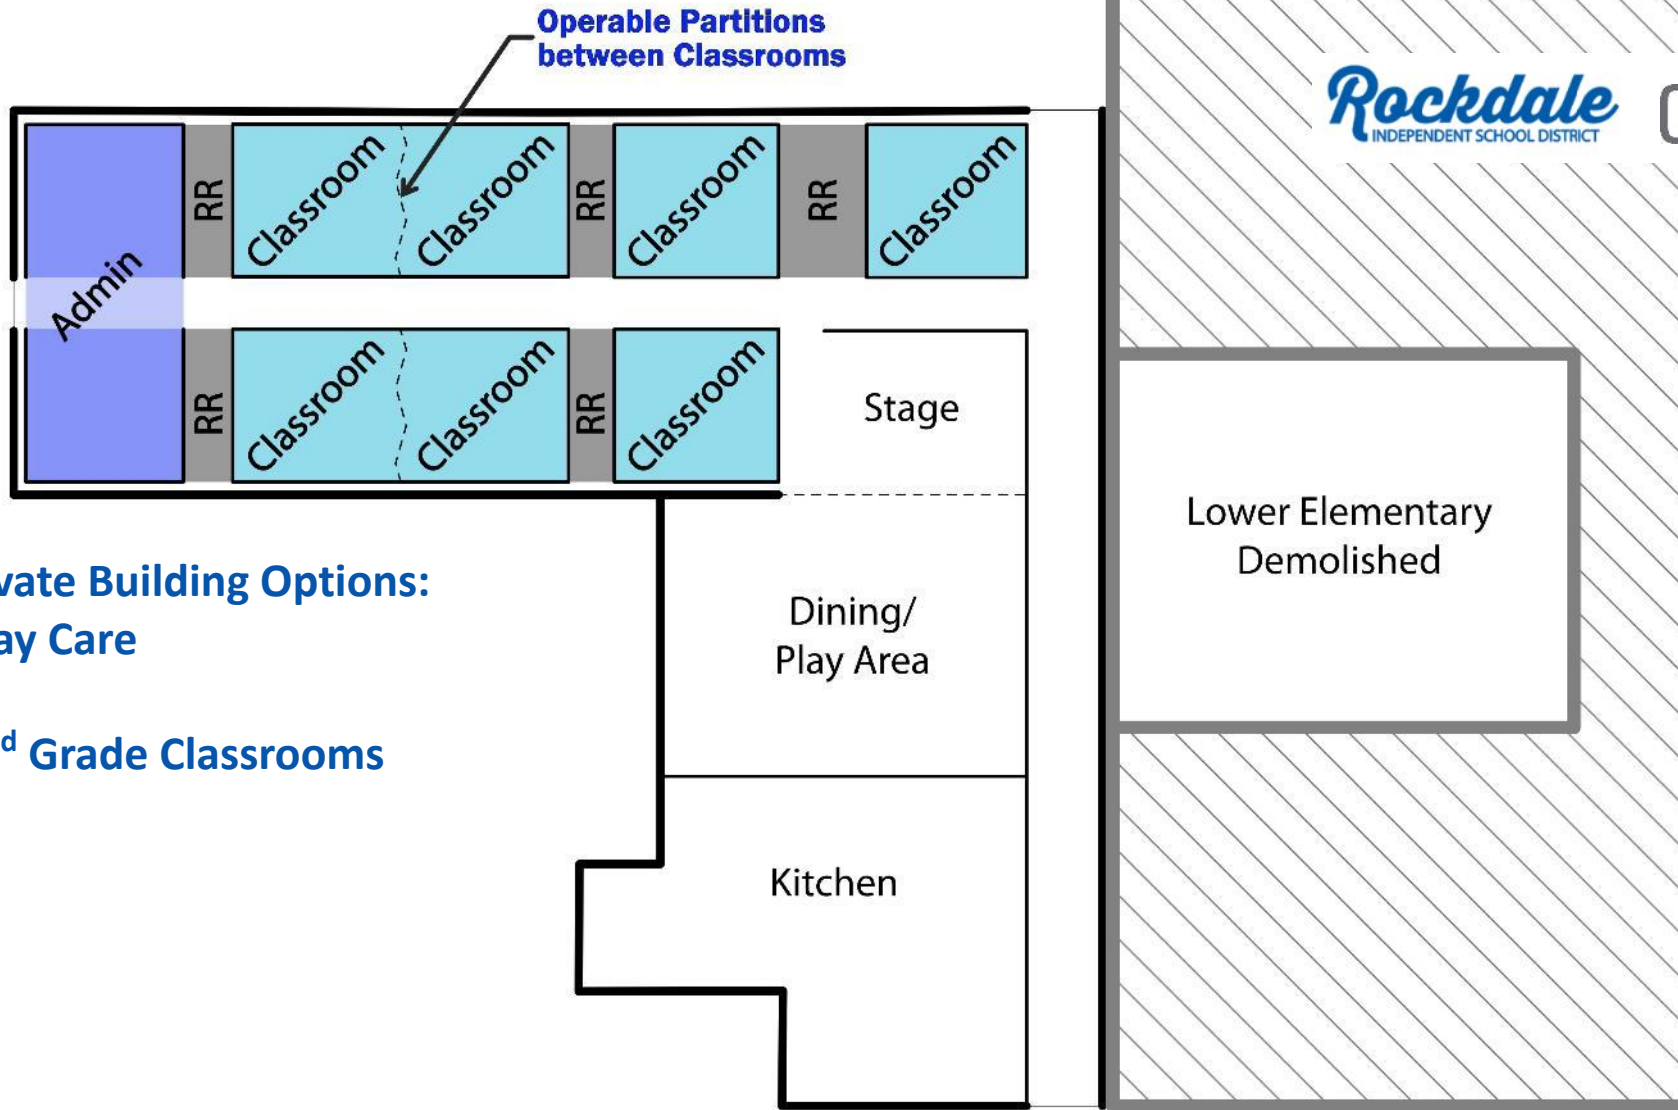 Operable Partitions
between Classrooms
Rockdale
INDEPENDENT SCHOOL DISTRICT
RR
Classroom
Classroom
RR
Classroom
RR
Classroom
Admin
RR
Classroom
Classroom
RR
Classroom
Stage
Lower Elementary
Demolished
vate Building Options:
ay Care
Dining/
Play Area
d Grade Classrooms
Kitchen